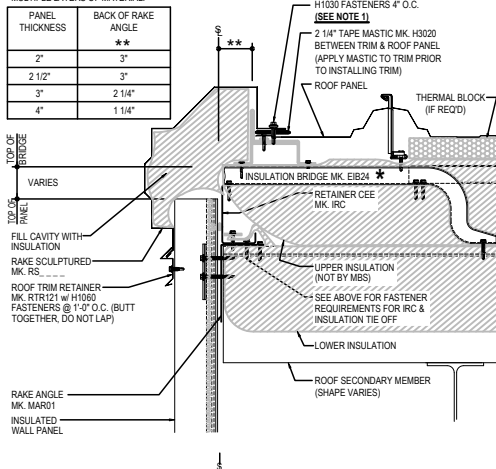 PANEL THICKNESS
BACK OF RAKE ANGLE
**
2" 3"
2 1/2" 3"
3" 2 1/4"
4" 1 1/4"
**
H1030 FASTENERS 4" O.C.
(SEE NOTE 1)
2 1/4" TAPE MASTIC MK. H3020
BETWEEN TRIM & ROOF PANEL
(APPLY MASTIC TO TRIM PRIOR
TO INSTALLING TRIM)
ROOF PANEL
THERMAL BLOCK
(IF REQ'D)
TOP OF
BRIDGE
VARIES
TOP OF
PANEL
INSULATION BRIDGE MK. EIB24 *
RETAINER CEE
MK. IRC
FILL CAVITY WITH
INSULATION
RAKE SCULPTURED
MK. RS_ _ _ _
ROOF TRIM RETAINER
MK. RTR121 w/ H1060
FASTENERS @ 1'-0" O.C. (BUTT
TOGETHER, DO NOT LAP)
UPPER INSULATION
(NOT BY MBS)
SEE ABOVE FOR FASTENER
REQUIREMENTS FOR IRC &
INSULATION TIE OFF
LOWER INSULATION
ROOF SECONDARY MEMBER
(SHAPE VARIES)
RAKE ANGLE
MK. MAR01
INSULATED
WALL PANEL